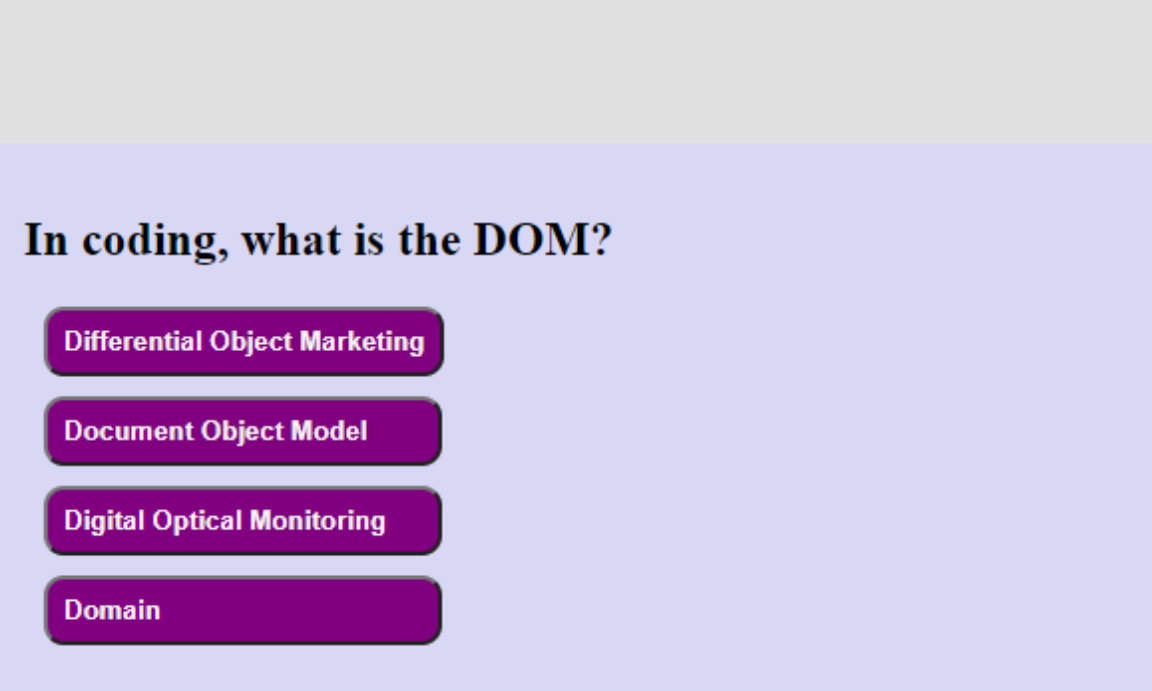 In coding, what is the DOM?
Differential Object Marketing
Document Object Model
Digital Optical Monitoring
Domain